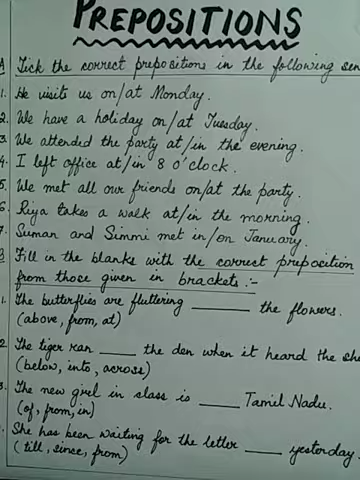 PREPOSITIONS
A Tick the correct prepositions in the following sen
1. He visits us on/at Monday.
2. We have a holiday on/at Tuesday.
3. We attended the party at/in the evening.
4. I left office at/in 8 o'clock.
5. We met all our friends on/at the party.
6. Riya takes a walk at/in the morning.
7. Suman and Simmi met in/on January.
B Fill in the blanks with the correct preposition
from those given in brackets:-
1. The butterflies are fluttering ______ the flowers.
(above, from, at)
2. The tiger ran ____ the den when it heard the sho
(below, into, across)
3. The new girl in class is ____ Tamil Nadu.
(of, from, in)
She has been waiting for the letter ____ yesterday.
(till, since, from)